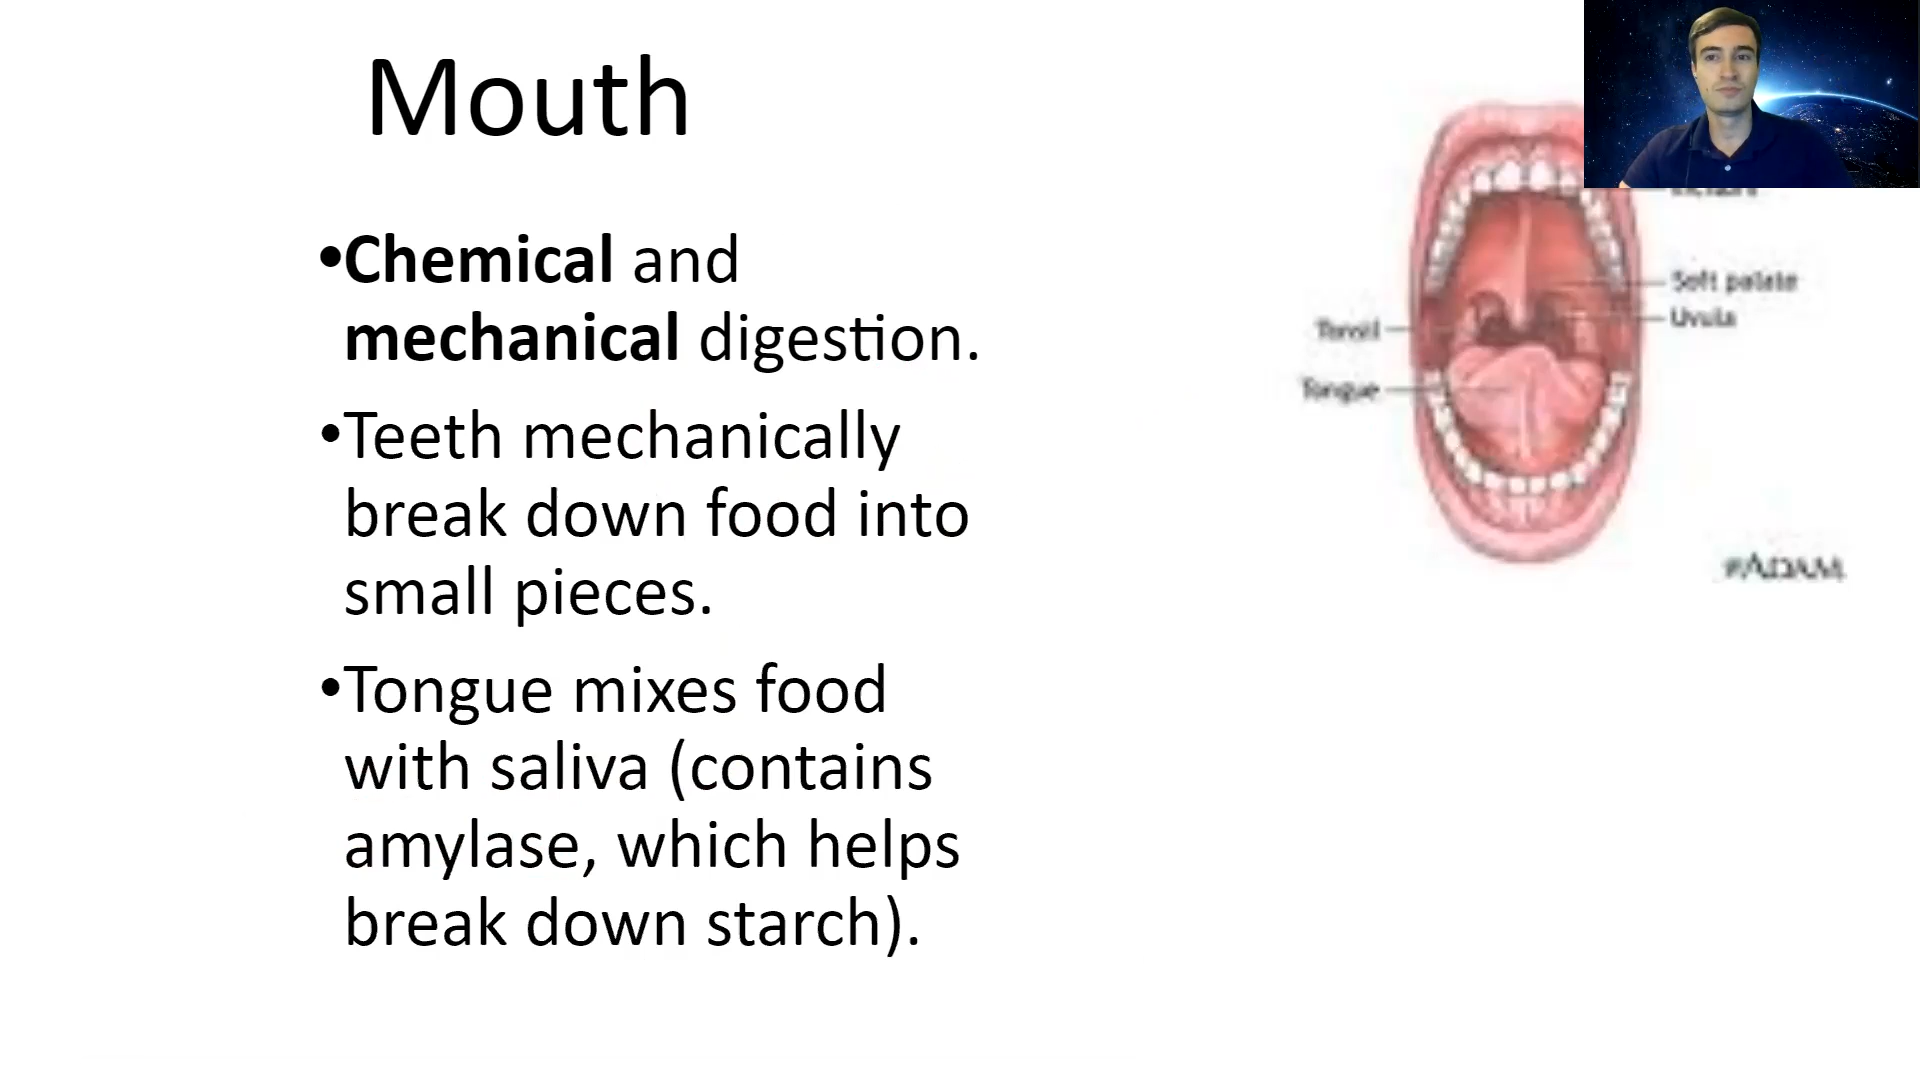 Mouth
•Chemical and
mechanical digestion.
•Teeth mechanically
break down food into
small pieces.
•Tongue mixes food
with saliva (contains
amylase, which helps
break down starch).
Soft palate
Uvula
Tonsil
Tongue
ADAM